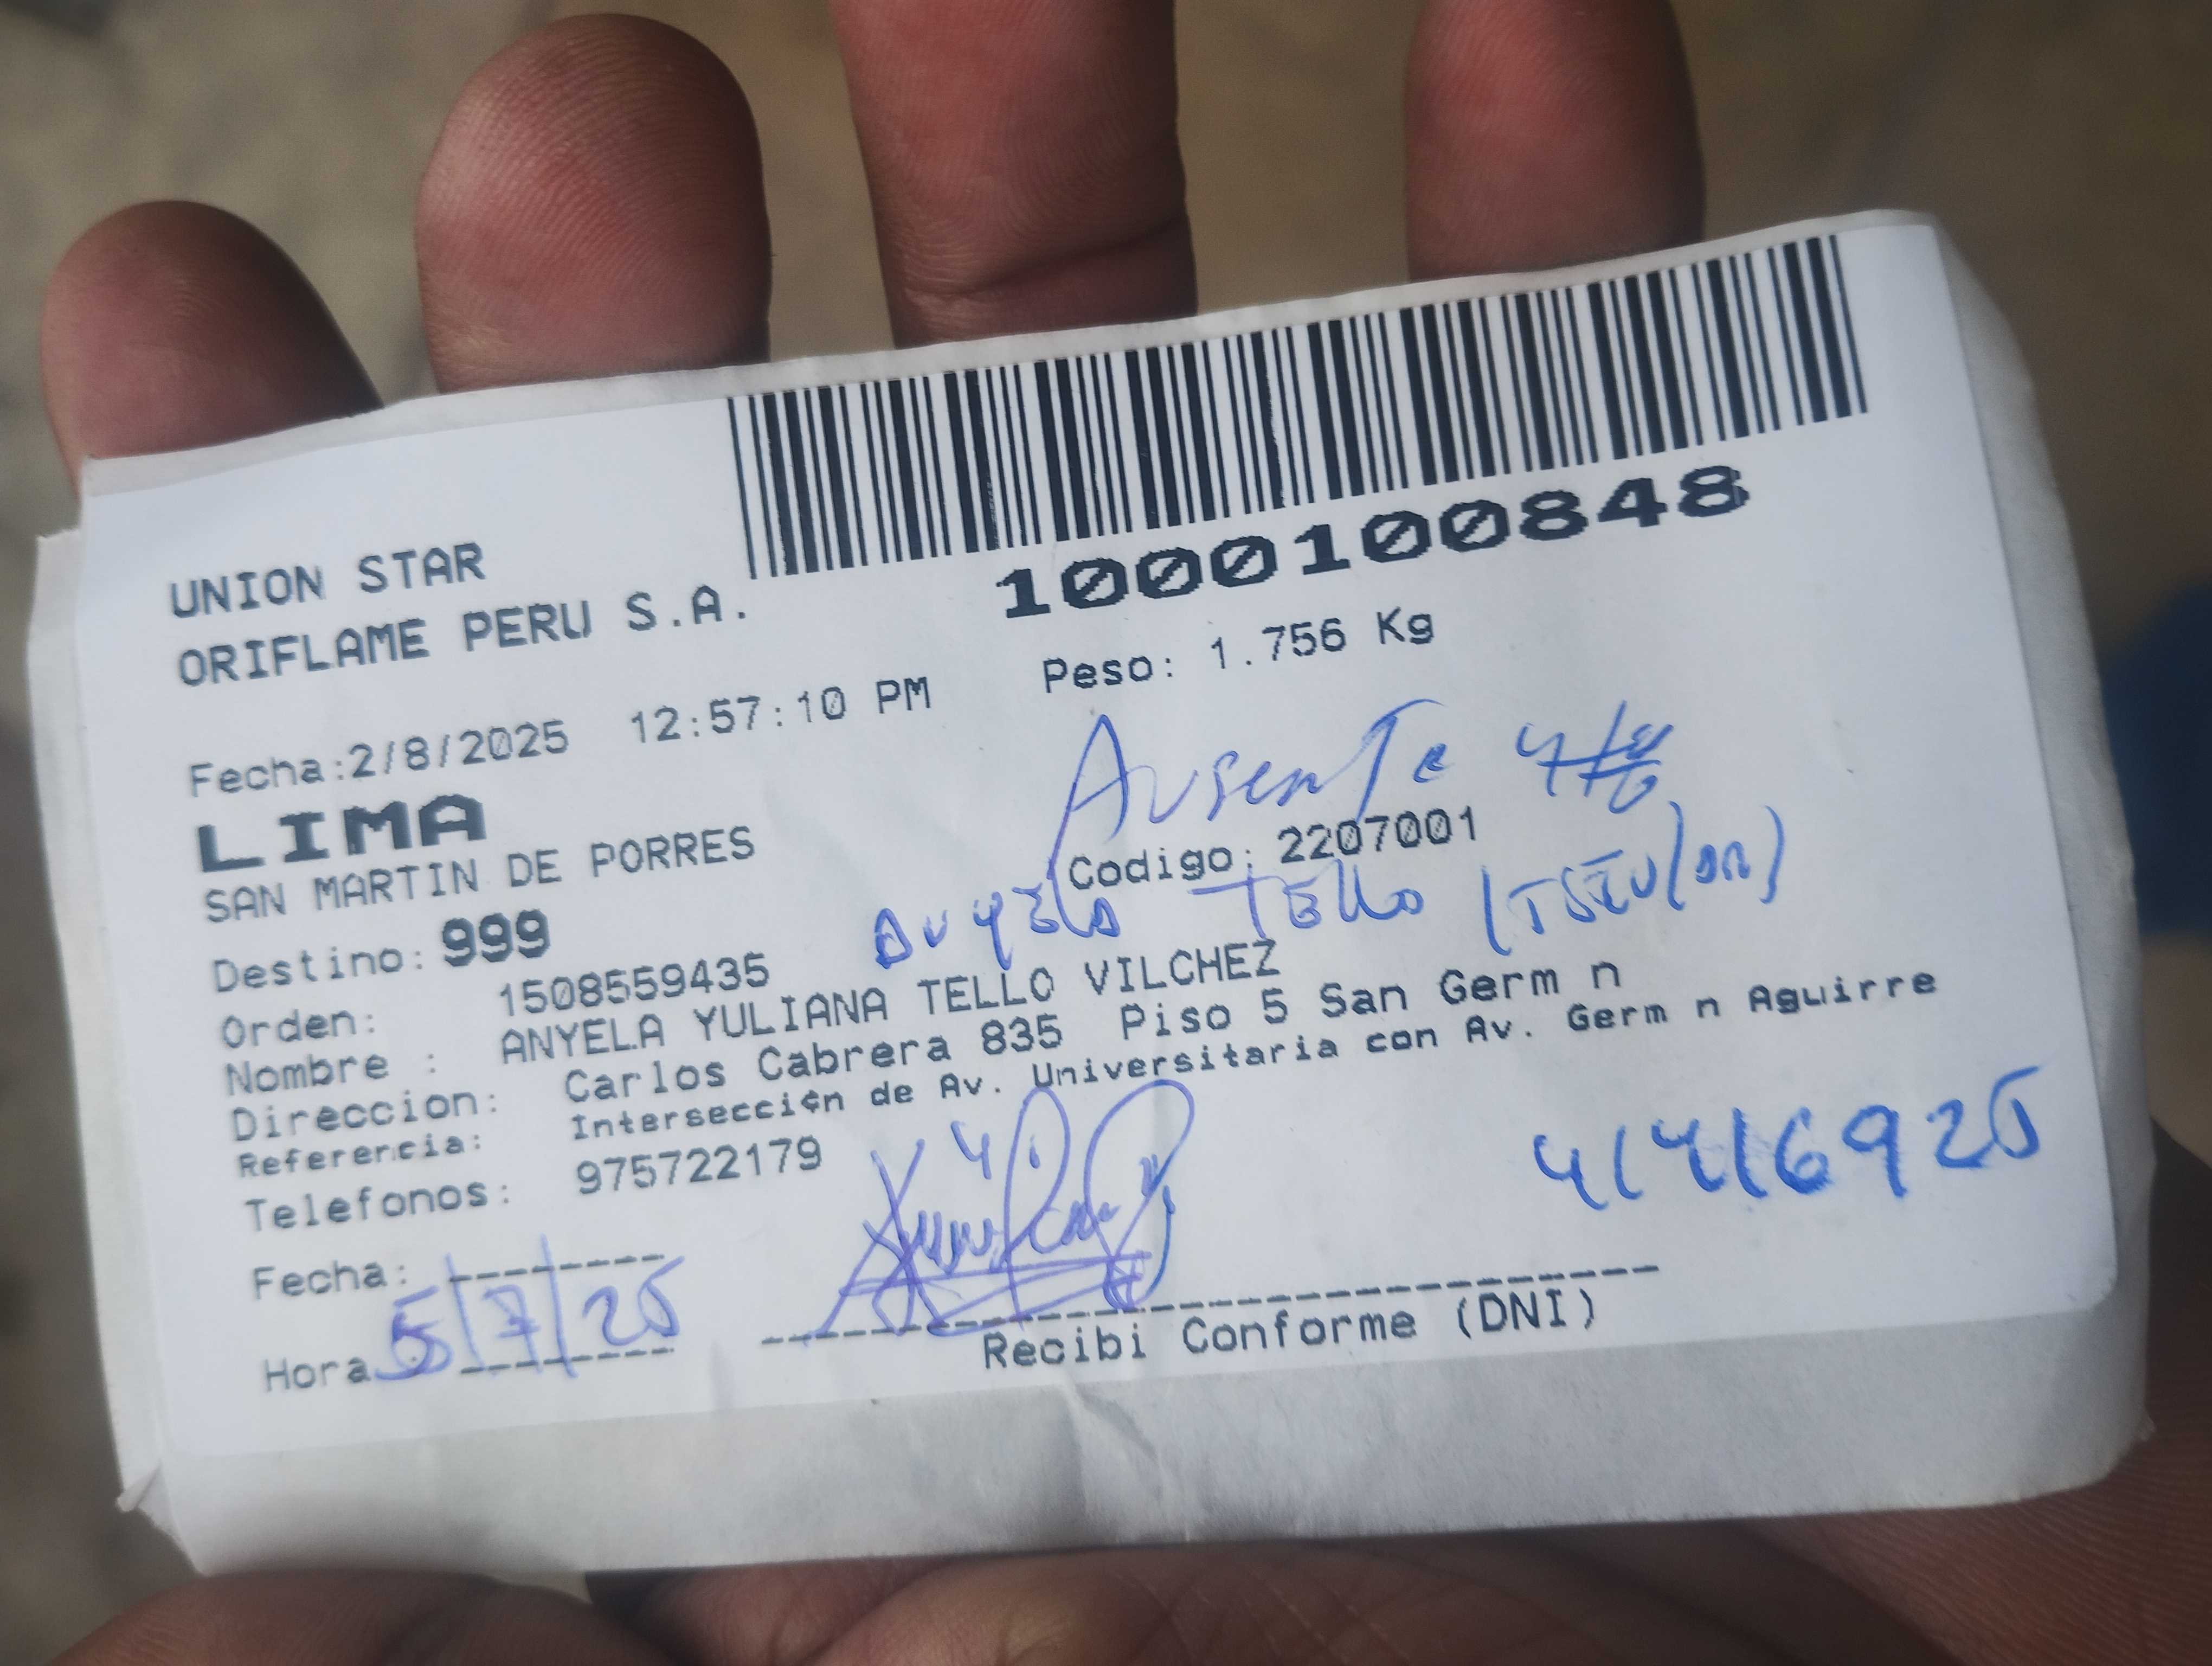 UNION STAR
ORIFLAME PERU S.A.
1000100848
Fecha:2/8/2025 12:57:10 PM Peso: 1.756 Kg
LIMA
Ausente
SAN MARTIN DE PORRES
Codigo: 2207001
Destino: 999
Tello
Orden: 1508559435
Nombre : ANYELA YULIANA TELLO VILCHEZ
Direccion: Carlos Cabrera 835 Piso 5 San Germ n
Referencia: Intersecci¢n de Av. Universitaria con Av. Germ n Aguirre
Telefonos: 975722179
Fecha:
5/7/25
Hora
Recibi Conforme (DNI)